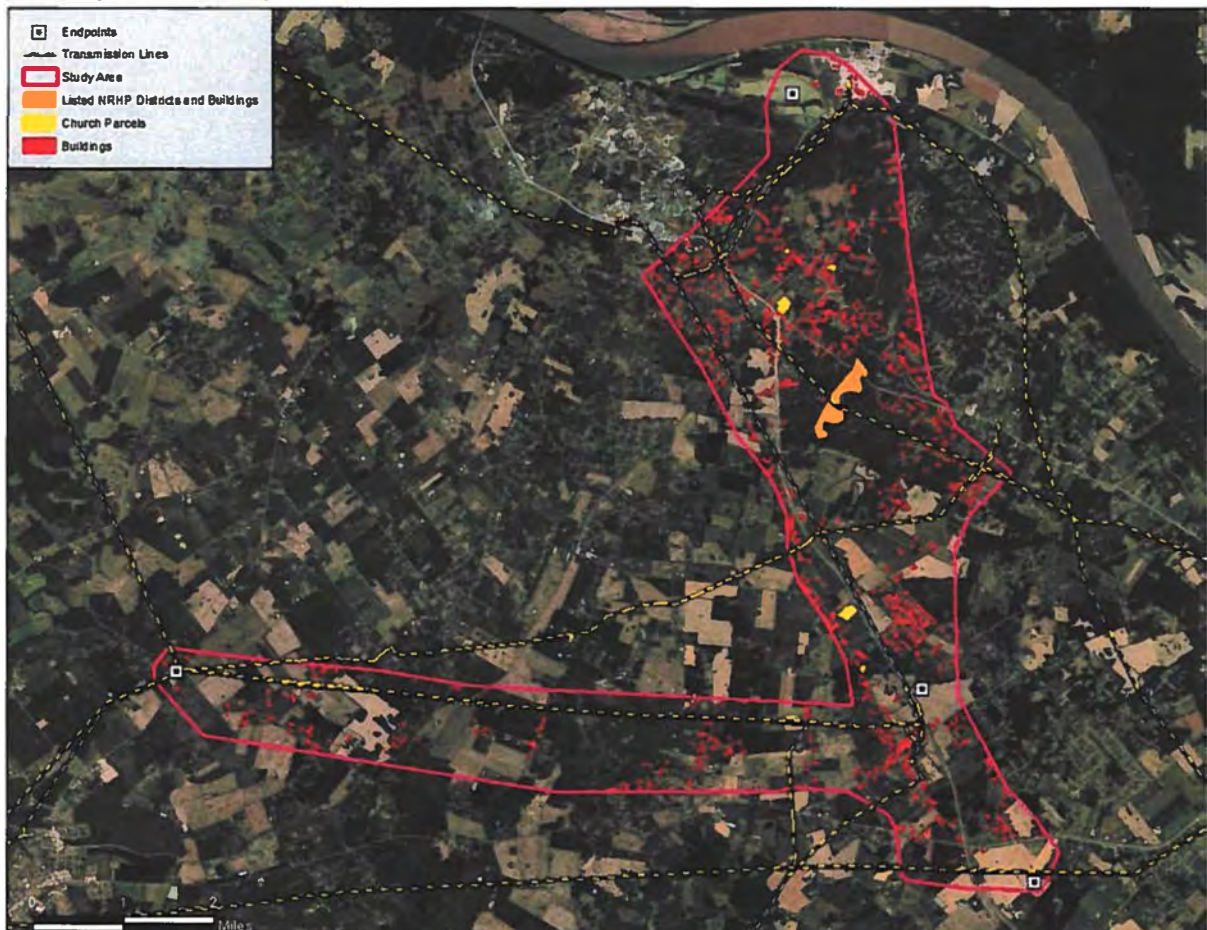 Endpoints
Transmission Lines
Study Area
Listed NRHP Districts and Buildings
Church Parcels
Buildings
0 1 2
Miles